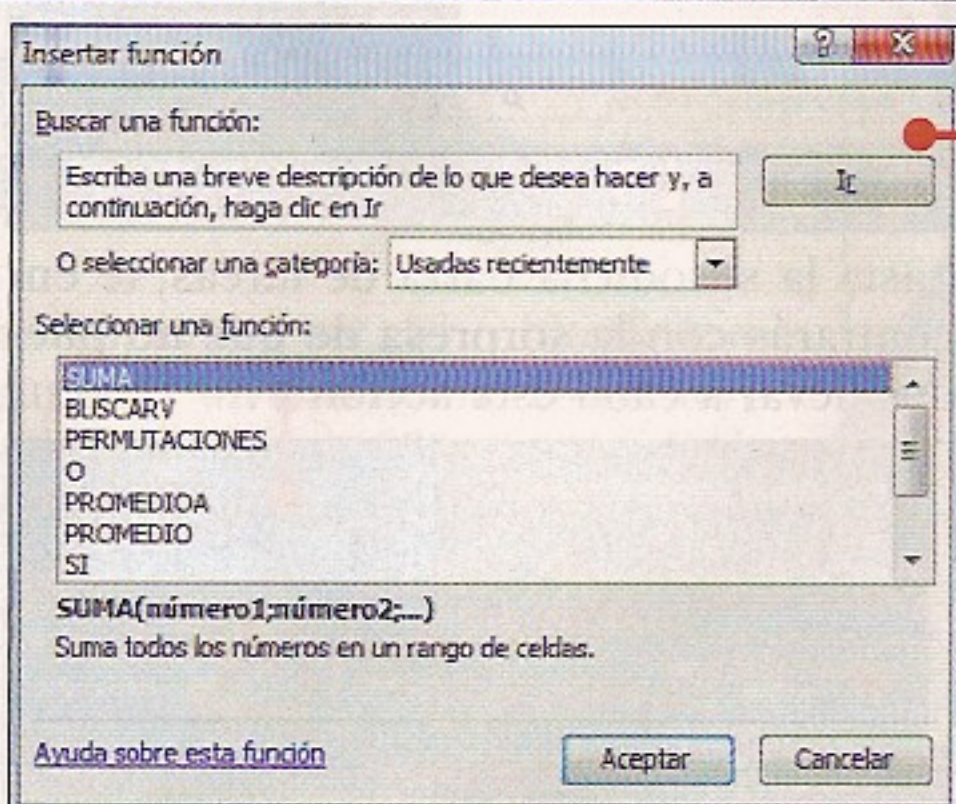 Insertar función
Buscar una función:
Escriba una breve descripción de lo que desea hacer y, a
continuación, haga clic en Ir
Ir
O seleccionar una categoría: Usadas recientemente
Seleccionar una función:
SUMA
BUSCARV
PERMUTACIONES
O
PROMEDIOA
PROMEDIO
SI
SUMA(número1;número2;...)
Suma todos los números en un rango de celdas.
Ayuda sobre esta función
Aceptar
Cancelar